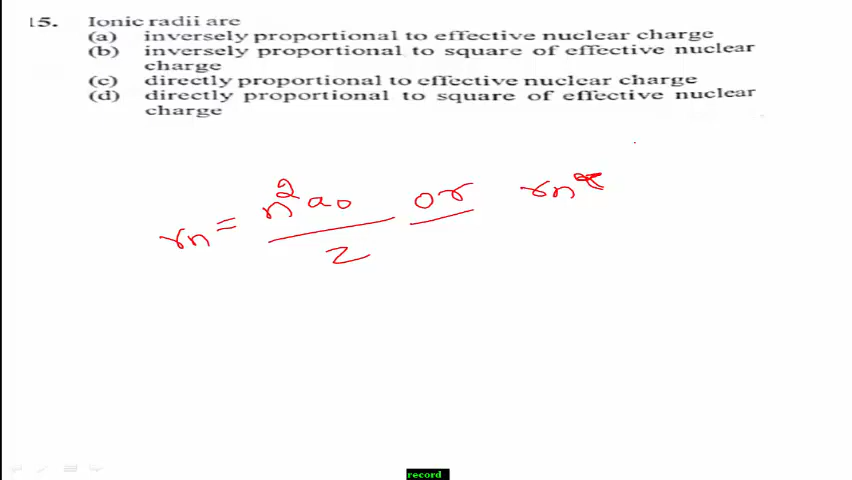 15. Ionic radii are
(a) inversely proportional to effective nuclear charge
(b) inversely proportional to square of effective nuclear
charge
(c) directly proportional to effective nuclear charge
(d) directly proportional to square of effective nuclear
charge
rn = n²a₀ / Z or rn ∝
record